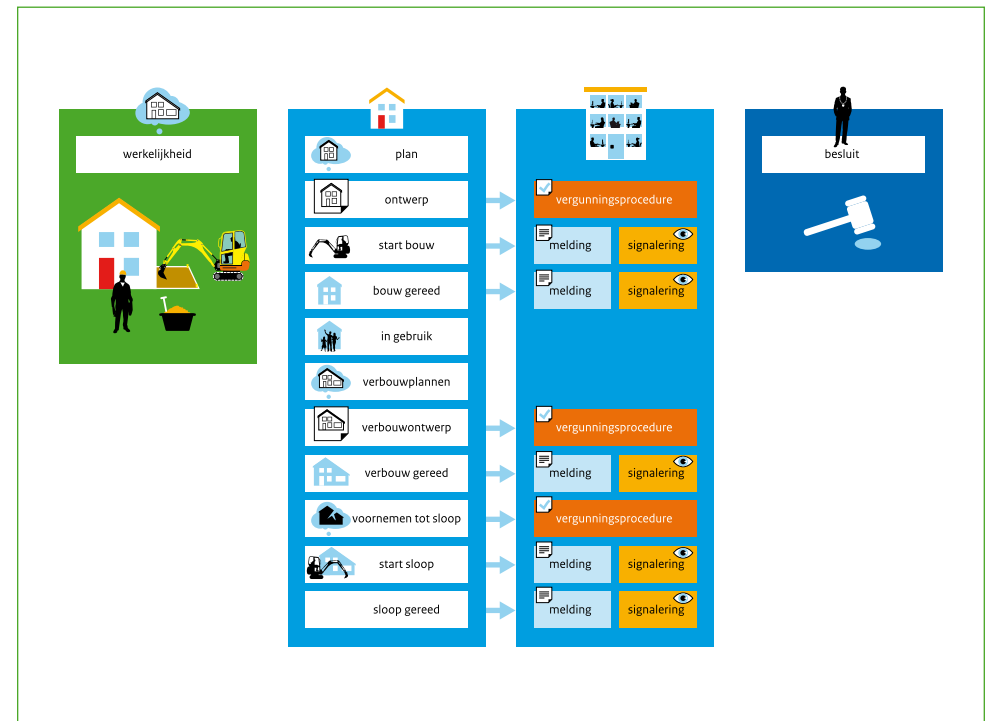 werkelijkheid
plan
ontwerp
start bouw
bouw gereed
in gebruik
verbouwplannen
verbouwontwerp
verbouw gereed
voornemen tot sloop
start sloop
sloop gereed
vergunningsprocedure
melding signalering
melding signalering
vergunningsprocedure
melding signalering
vergunningsprocedure
melding signalering
melding signalering
besluit